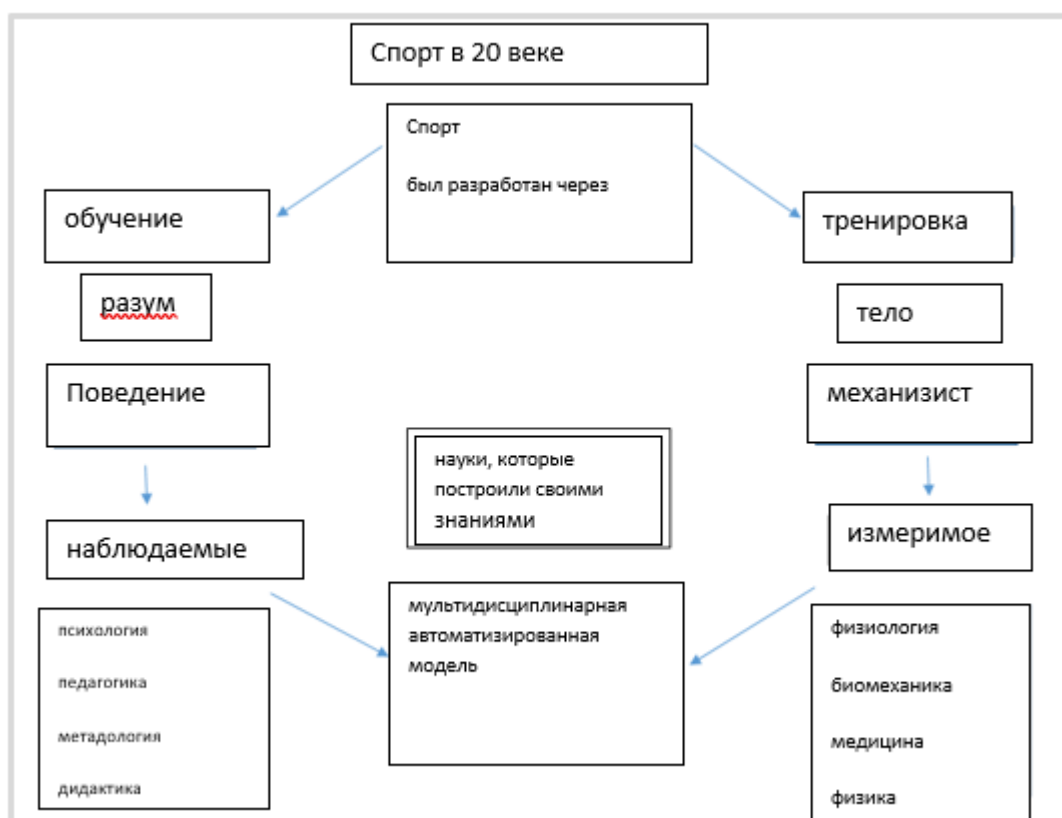 Спорт в 20 веке
Спорт
был разработан через
обучение
тренировка
разум
тело
Поведение
механизист
науки, которые
построили своими
знаниями
наблюдаемые
измеримое
мультидисциплинарная
автоматизированная
модель
психология
педагогика
метадология
дидактика
физиология
биомеханика
медицина
физика